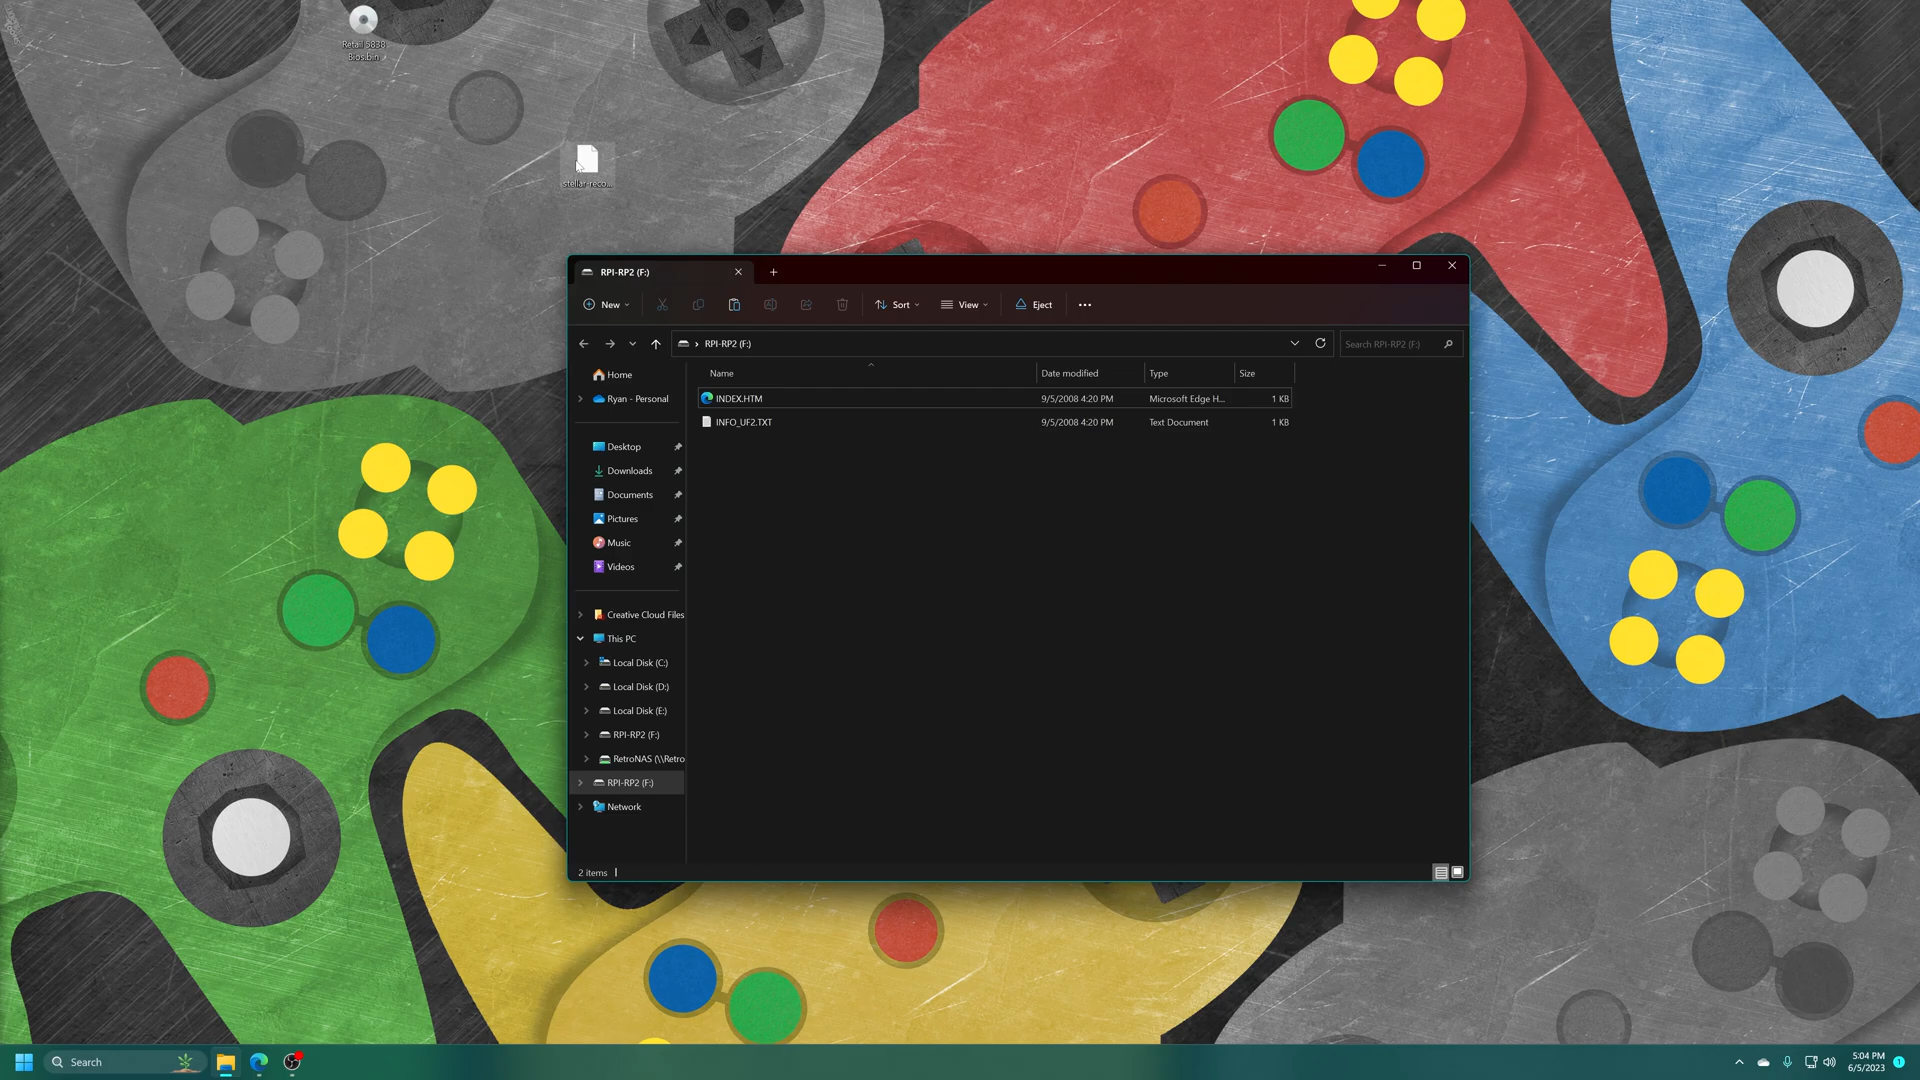 Retail 5838
Bios.bin
stellar-reco...
RPI-RP2 (F:)
New
Sort
View
Eject
RPI-RP2 (F:)
Search RPI-RP2 (F:)
Name
Date modified
Type
Size
INDEX.HTM
9/5/2008 4:20 PM
Microsoft Edge H...
1 KB
INFO_UF2.TXT
9/5/2008 4:20 PM
Text Document
1 KB
Home
Ryan - Personal
Desktop
Downloads
Documents
Pictures
Music
Videos
Creative Cloud Files
This PC
Local Disk (C:)
Local Disk (D:)
Local Disk (E:)
RPI-RP2 (F:)
RetroNAS (\\Retro
RPI-RP2 (F:)
Network
2 items
Search
5:04 PM
6/5/2023
1